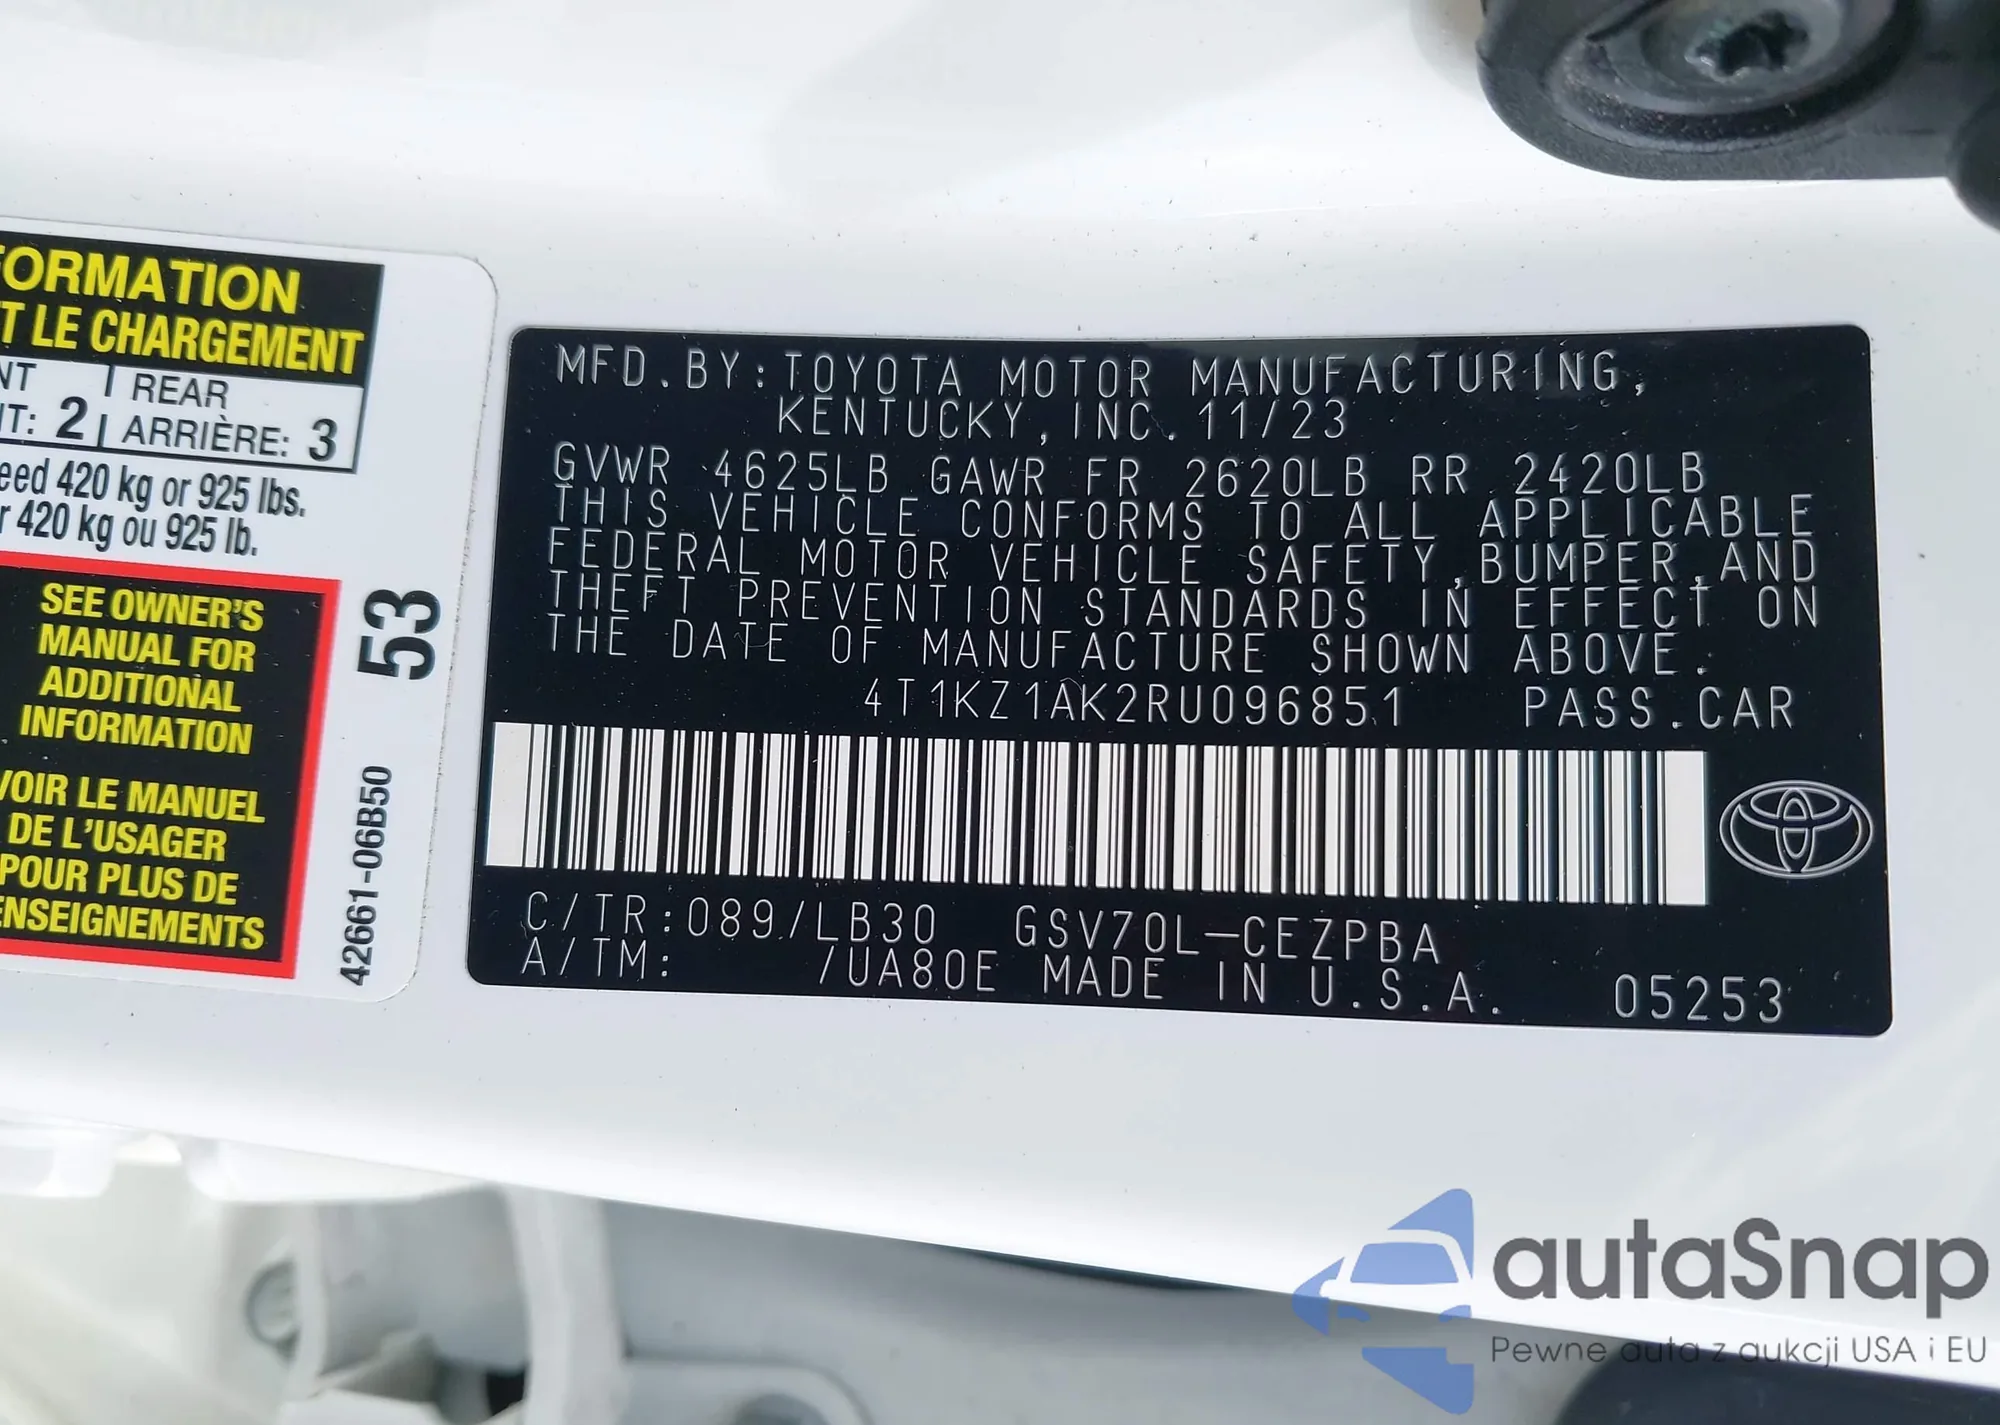 FORMATION
T LE CHARGEMENT
NT | REAR
IT: 2 | ARRIÈRE: 3
eed 420 kg or 925 lbs.
r 420 kg ou 925 lb.
SEE OWNER'S
MANUAL FOR
ADDITIONAL
INFORMATION
VOIR LE MANUEL
DE L'USAGER
POUR PLUS DE
ENSEIGNEMENTS
53
42661-06B50
MFD.BY:TOYOTA MOTOR MANUFACTURING,
KENTUCKY,INC.11/23
GVWR 4625LB GAWR FR 2620LB RR 2420LB
THIS VEHICLE CONFORMS TO ALL APPLICABLE
FEDERAL MOTOR VEHICLE SAFETY,BUMPER,AND
THEFT PREVENTION STANDARDS IN EFFECT ON
THE DATE OF MANUFACTURE SHOWN ABOVE.
4T1KZ1AK2RU096851 PASS.CAR
C/TR:089/LB30 GSV70L-CEZPBA
A/TM: /UA80E MADE IN U.S.A. 05253
autaSnap
Pewne auta z aukcji USA i EU